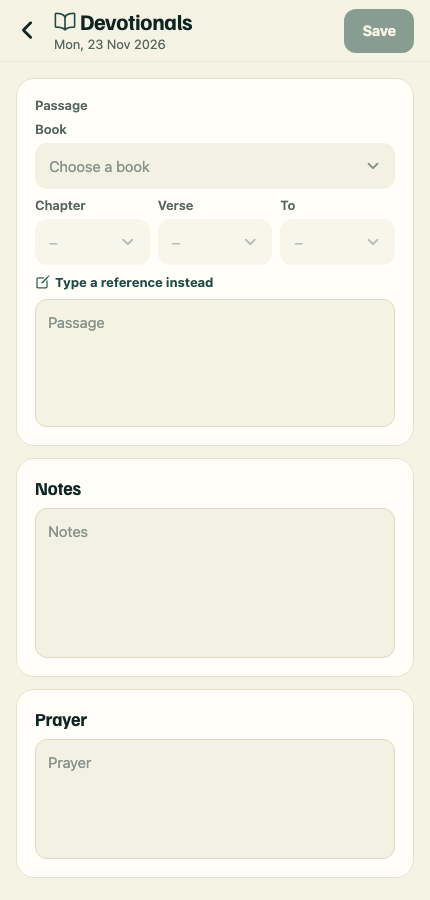 Devotionals
Mon, 23 Nov 2026
Save
Passage
Book
Choose a book
Chapter Verse To
– – –
Type a reference instead
Passage
Notes
Notes
Prayer
Prayer